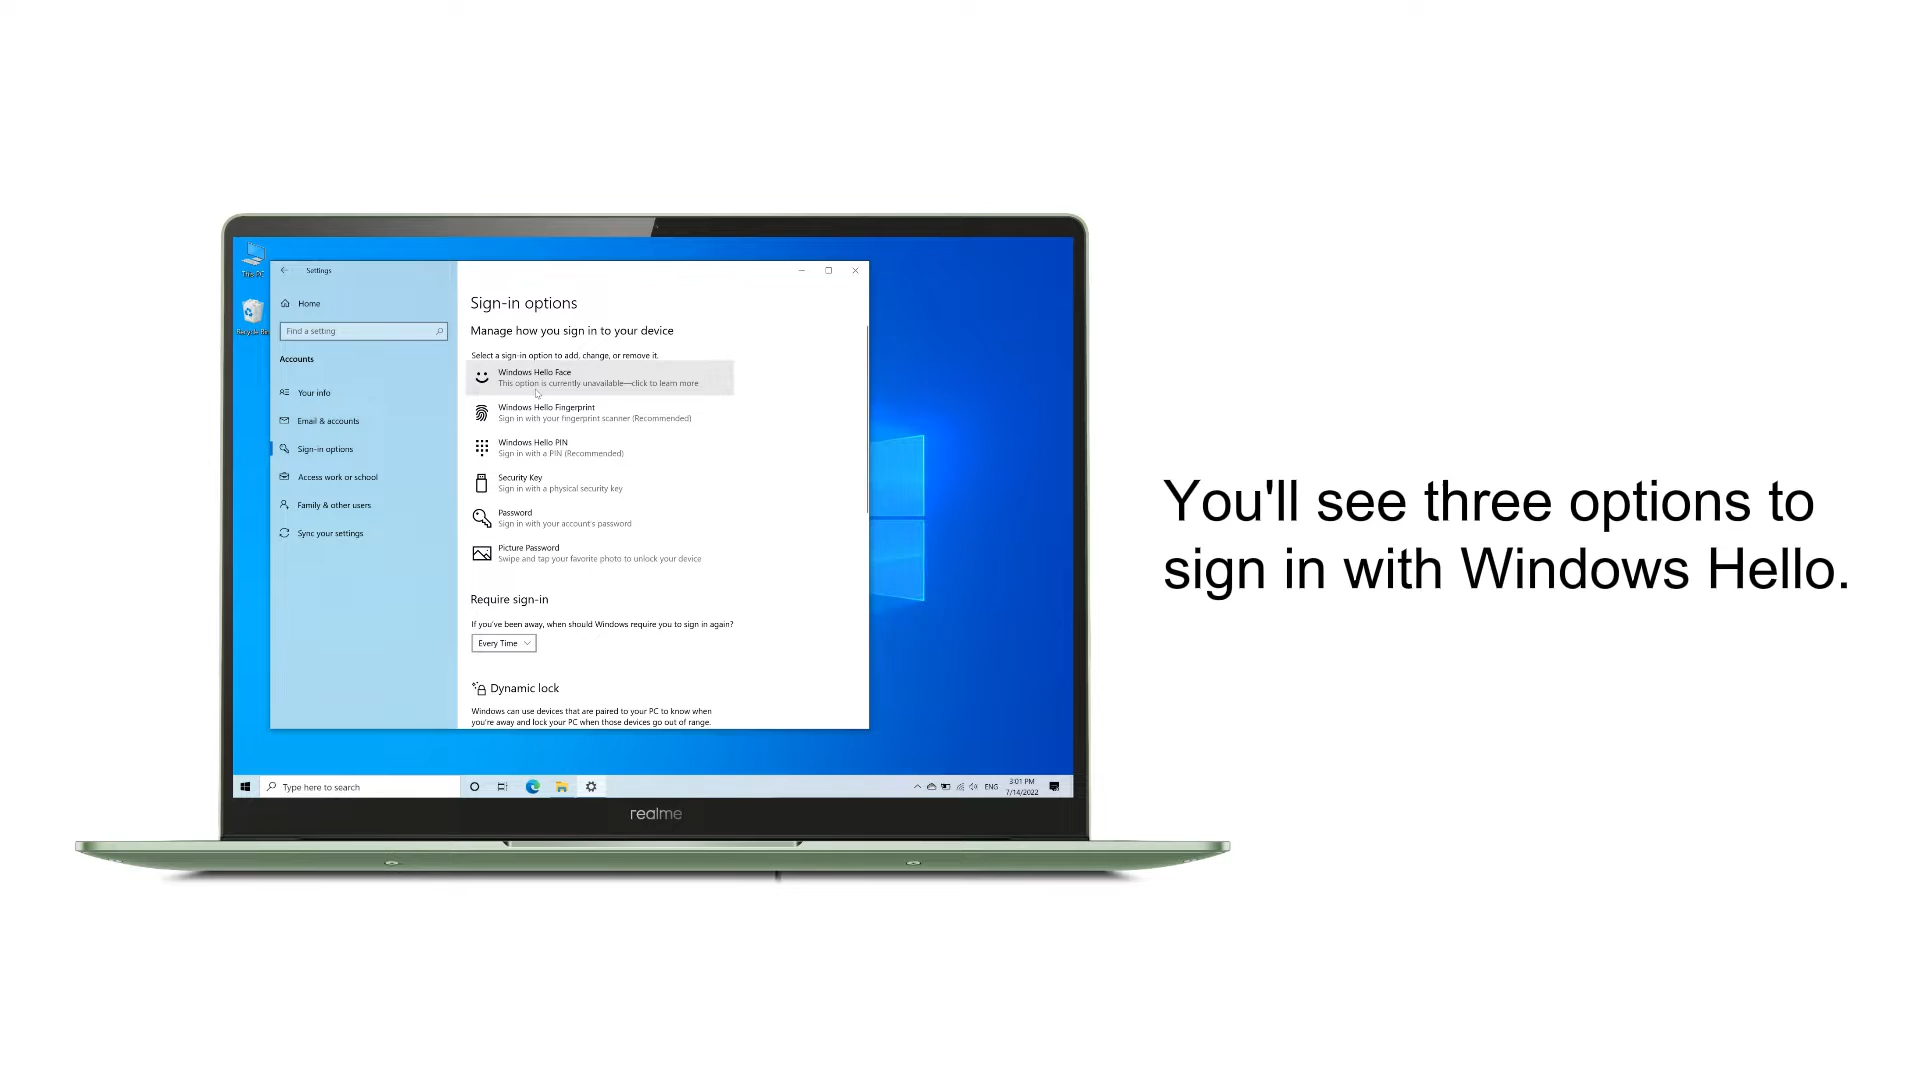 This PC
Recycle Bin
Settings
Home
Find a setting
Accounts
Your info
Email & accounts
Sign-in options
Access work or school
Family & other users
Sync your settings
Sign-in options
Manage how you sign in to your device
Select a sign-in option to add, change, or remove it.
Windows Hello Face
This option is currently unavailable—click to learn more
Windows Hello Fingerprint
Sign in with your fingerprint scanner (Recommended)
Windows Hello PIN
Sign in with a PIN (Recommended)
Security Key
Sign in with a physical security key
Password
Sign in with your account's password
Picture Password
Swipe and tap your favorite photo to unlock your device
Require sign-in
If you've been away, when should Windows require you to sign in again?
Every Time
Dynamic lock
Windows can use devices that are paired to your PC to know when
you're away and lock your PC when those devices go out of range.
Type here to search
ENG
3:01 PM
7/14/2022
realme
You'll see three options to
sign in with Windows Hello.